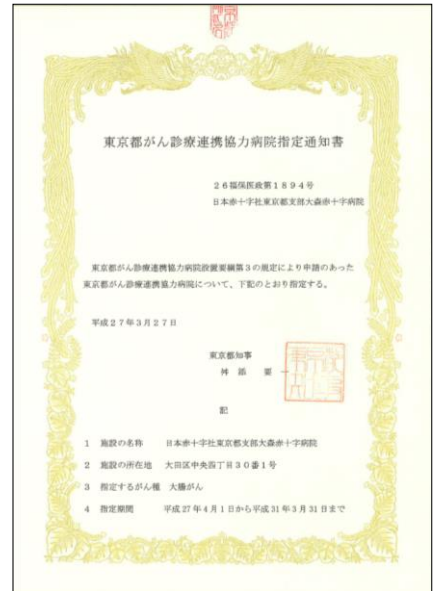 東京都がん診療連携協力病院指定通知書
26福保医政第1894号
日本赤十字社東京都支部大森赤十字病院
東京都がん診療連携協力病院設置要綱第3の規定により申請のあった
東京都がん診療連携協力病院について、下記のとおり指定する。
平成27年3月27日
東京都知事
舛添要一
記
1 施設の名称 日本赤十字社東京都支部大森赤十字病院
2 施設の所在地 大田区中央四丁目30番1号
3 指定するがん種 大腸がん
4 指定期間 平成27年4月1日から平成31年3月31日まで